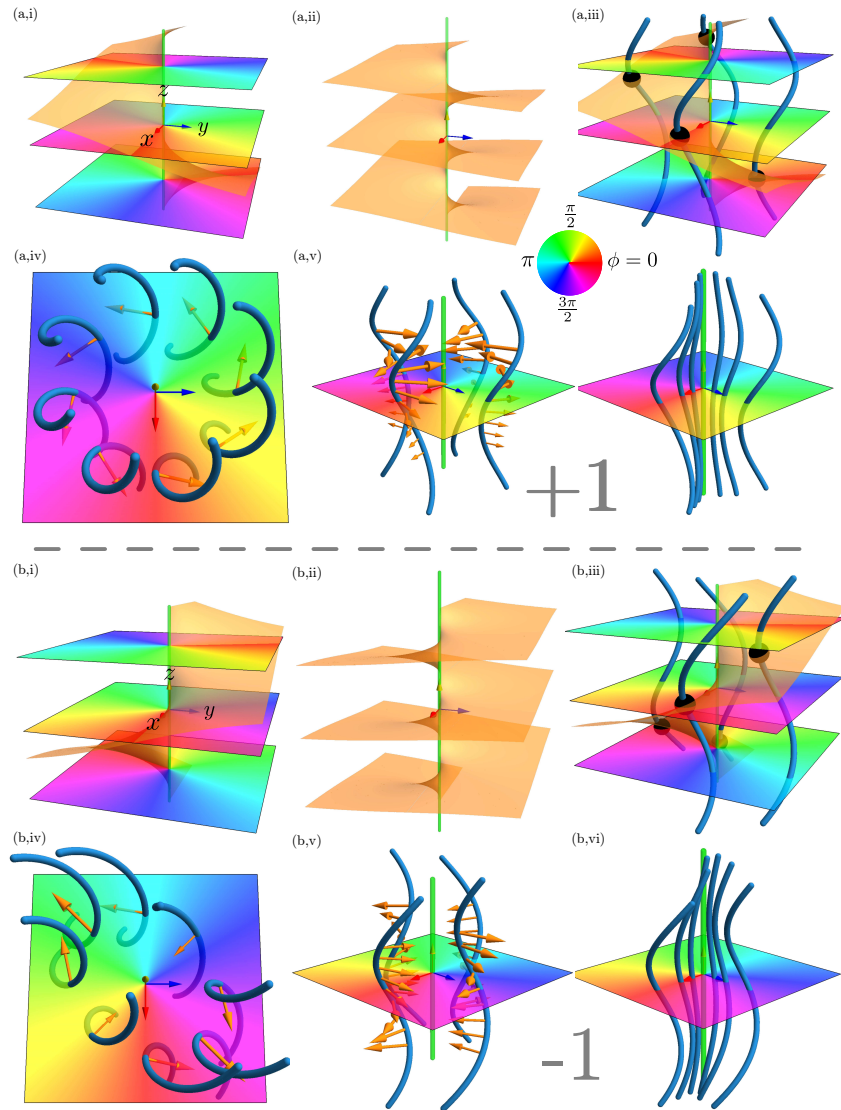 (a,i)
(a,ii)
(a,iii)
z
x
y
(a,iv)
(a,v)
π/2
π
ϕ = 0
3π/2
+1
(b,i)
(b,ii)
(b,iii)
z
x
y
(b,iv)
(b,v)
(b,vi)
-1